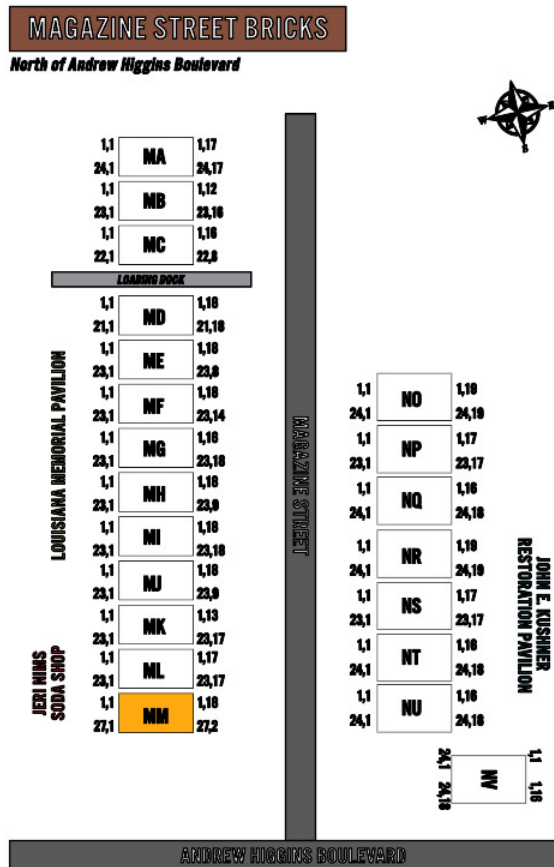 MAGAZINE STREET BRICKS
North of Andrew Higgins Boulevard
W
E
S
1,1 MA 1,17
24,1 24,17
1,1 MB 1,12
23,1 23,16
1,1 MC 1,16
22,1 22,8
LOADING DOCK
1,1 MD 1,18
21,1 21,18
1,1 ME 1,18
23,1 23,8
1,1 MF 1,18
23,1 23,14
1,1 MG 1,16
23,1 23,18
1,1 MH 1,18
23,1 23,9
1,1 MI 1,18
23,1 23,18
1,1 MJ 1,18
23,1 23,9
1,1 MK 1,13
23,1 23,17
1,1 ML 1,17
23,1 23,17
1,1 MM 1,18
27,1 27,2
LOUISIANA MEMORIAL PAVILION
JERI NIMS
SODA SHOP
MAGAZINE STREET
1,1 NO 1,19
24,1 24,19
1,1 NP 1,17
23,1 23,17
1,1 NQ 1,16
24,1 24,18
1,1 NR 1,19
24,1 24,19
1,1 NS 1,17
23,1 23,17
1,1 NT 1,16
24,1 24,18
1,1 NU 1,16
24,1 24,18
JOHN E. KUSHNER
RESTORATION PAVILION
1,1 NV 1,16
24,1 24,18
ANDREW HIGGINS BOULEVARD